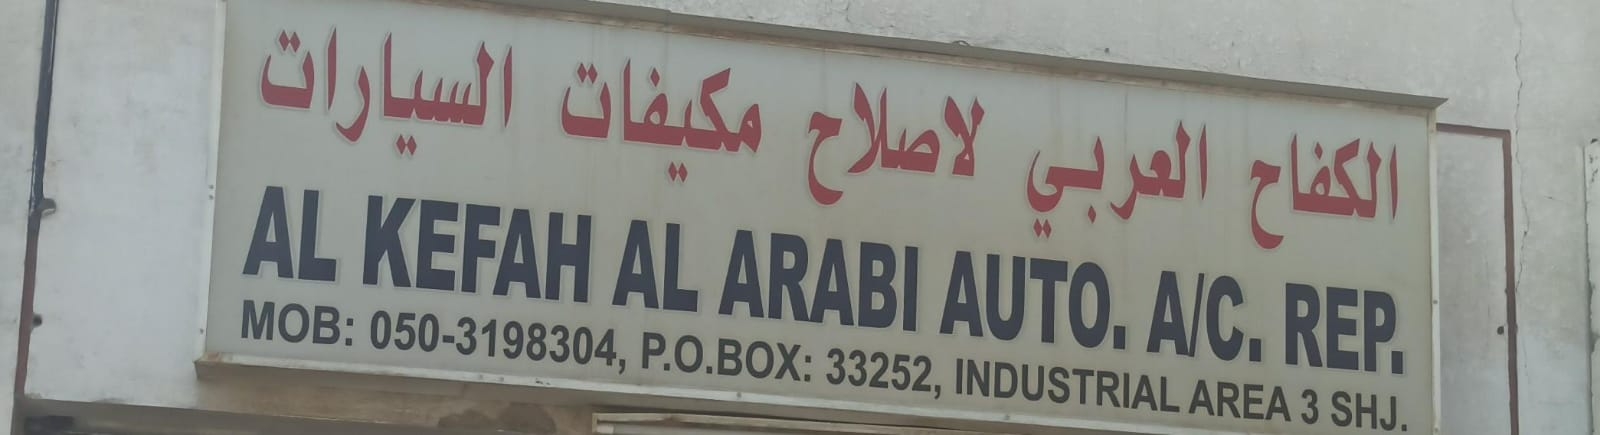 الكفاح العربي لاصلاح مكيفات السيارات
AL KEFAH AL ARABI AUTO. A/C. REP.
MOB: 050-3198304, P.O.BOX: 33252, INDUSTRIAL AREA 3 SHJ.